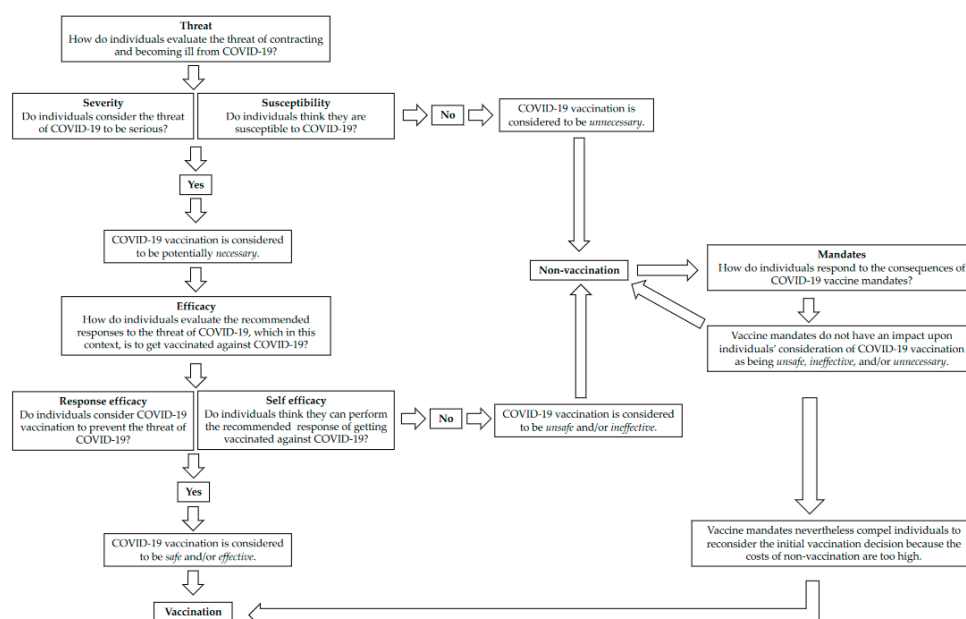 Threat
How do individuals evaluate the threat of contracting
and becoming ill from COVID-19?
Severity
Do individuals consider the threat
of COVID-19 to be serious?
Susceptibility
Do individuals think they are
susceptible to COVID-19?
No
COVID-19 vaccination is
considered to be unnecessary.
Yes
COVID-19 vaccination is considered
to be potentially necessary.
Non-vaccination
Mandates
How do individuals respond to the consequences of
COVID-19 vaccine mandates?
Efficacy
How do individuals evaluate the recommended
responses to the threat of COVID-19, which in this
context, is to get vaccinated against COVID-19?
Vaccine mandates do not have an impact upon
individuals' consideration of COVID-19 vaccination
as being unsafe, ineffective, and/or unnecessary.
Response efficacy
Do individuals consider COVID-19
vaccination to prevent the threat of
COVID-19?
Self efficacy
Do individuals think they can perform
the recommended response of getting
vaccinated against COVID-19?
No
COVID-19 vaccination is considered
to be unsafe and/or ineffective.
Yes
COVID-19 vaccination is considered
to be safe and/or effective.
Vaccine mandates nevertheless compel individuals to
reconsider the initial vaccination decision because the
costs of non-vaccination are too high.
Vaccination